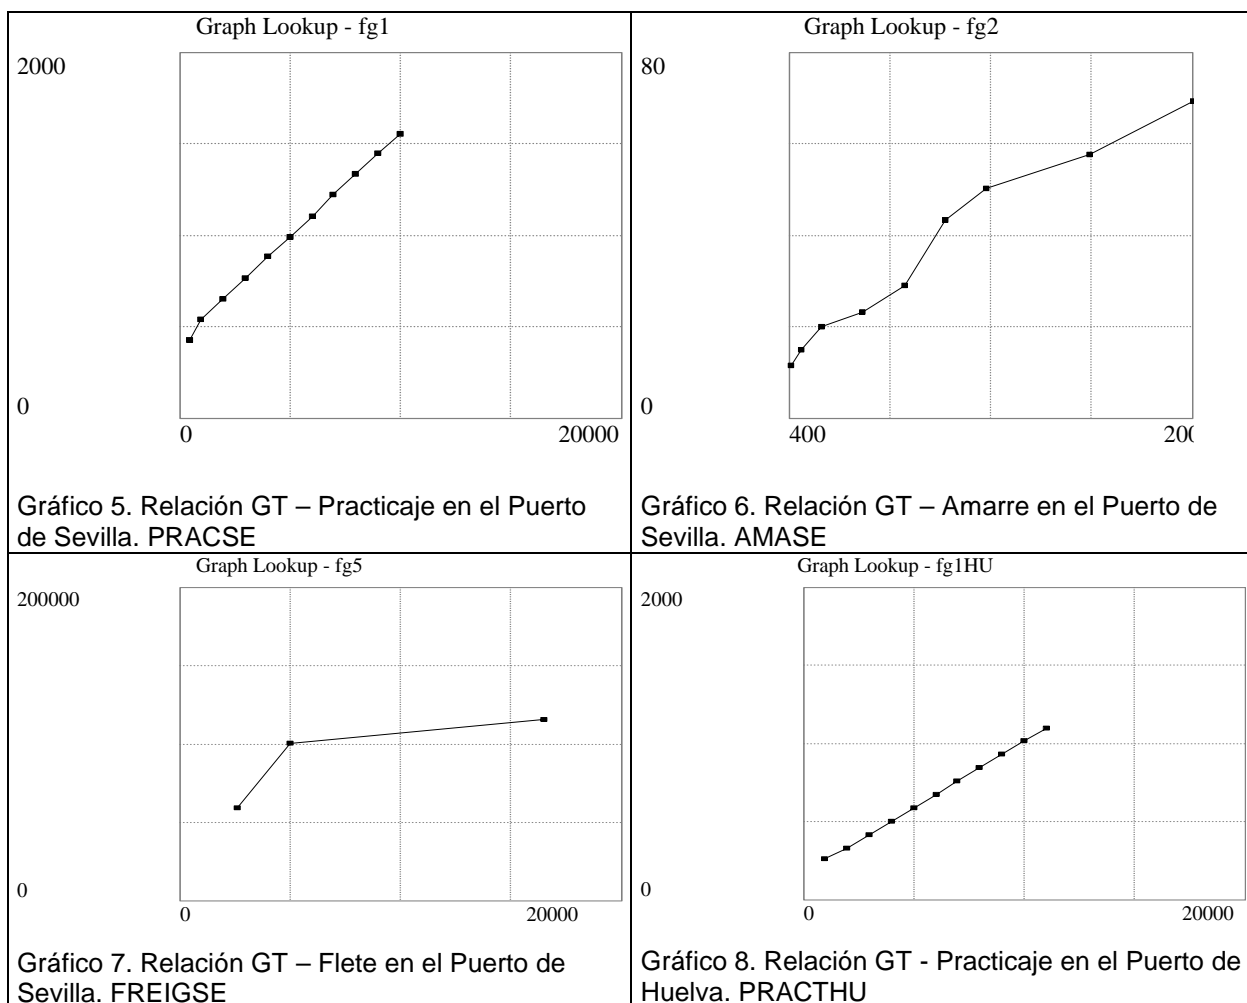 Graph Lookup - fg1
2000
0
0 20000
Gráfico 5. Relación GT – Practicaje en el Puerto
de Sevilla. PRACSE
Graph Lookup - fg2
80
0
400 200
Gráfico 6. Relación GT – Amarre en el Puerto de
Sevilla. AMASE
Graph Lookup - fg5
200000
0
0 20000
Gráfico 7. Relación GT – Flete en el Puerto de
Sevilla. FREIGSE
Graph Lookup - fg1HU
2000
0
0 20000
Gráfico 8. Relación GT - Practicaje en el Puerto de
Huelva. PRACTHU